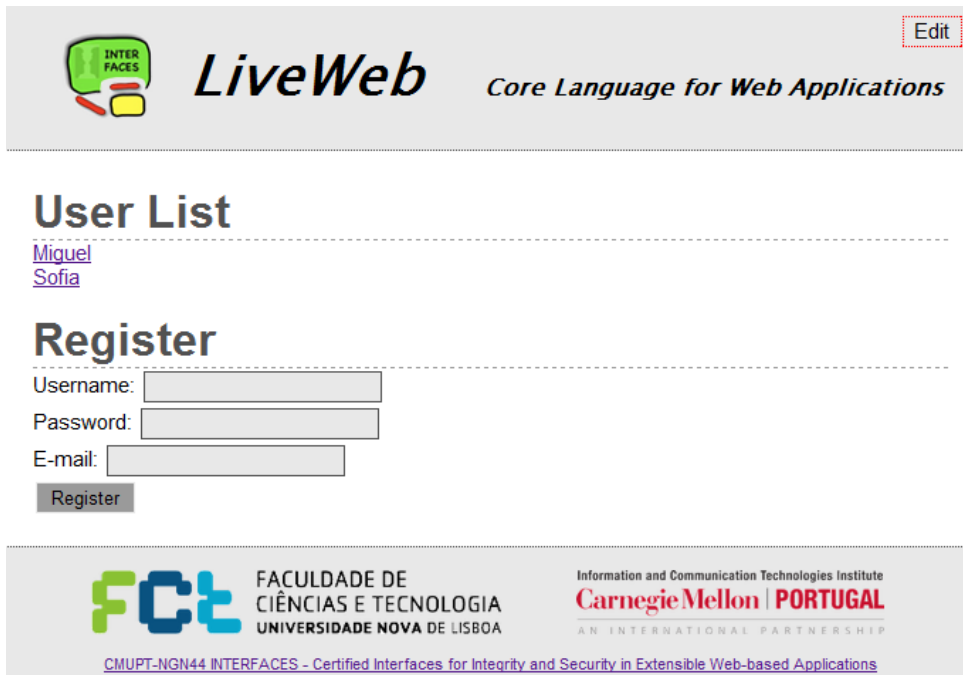 Edit
INTER
FACES
LiveWeb
Core Language for Web Applications
User List
Miguel
Sofia
Register
Username:
Password:
E-mail:
Register
FCt
FACULDADE DE
CIÊNCIAS E TECNOLOGIA
UNIVERSIDADE NOVA DE LISBOA
Information and Communication Technologies Institute
Carnegie Mellon | PORTUGAL
AN INTERNATIONAL PARTNERSHIP
CMUPT-NGN44 INTERFACES - Certified Interfaces for Integrity and Security in Extensible Web-based Applications